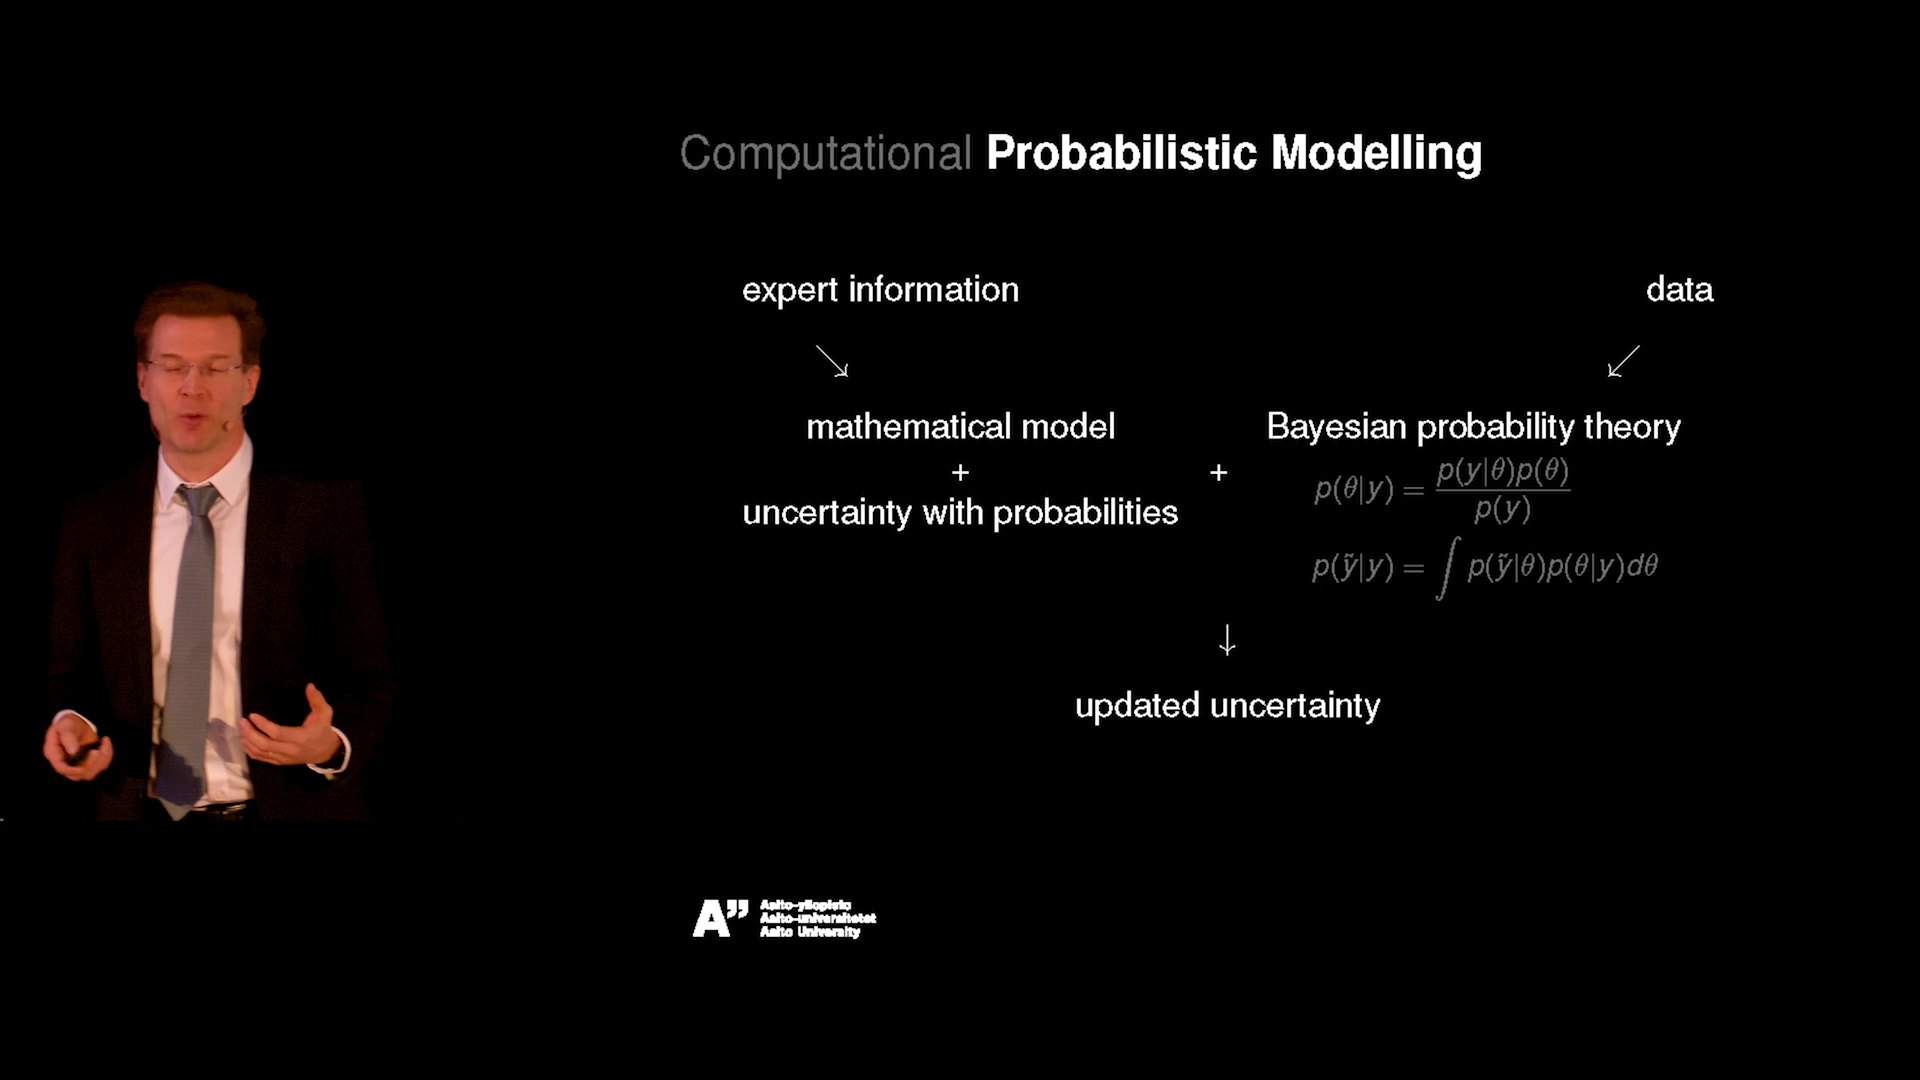 Computational Probabilistic Modelling
expert information
data
↘
↙
mathematical model
+
uncertainty with probabilities
+
Bayesian probability theory
p(θ|y) = p(y|θ)p(θ) / p(y)
p(ỹ|y) = ∫ p(ỹ|θ)p(θ|y)dθ
↓
updated uncertainty
A”
Aalto-yliopisto
Aalto-universitetet
Aalto University